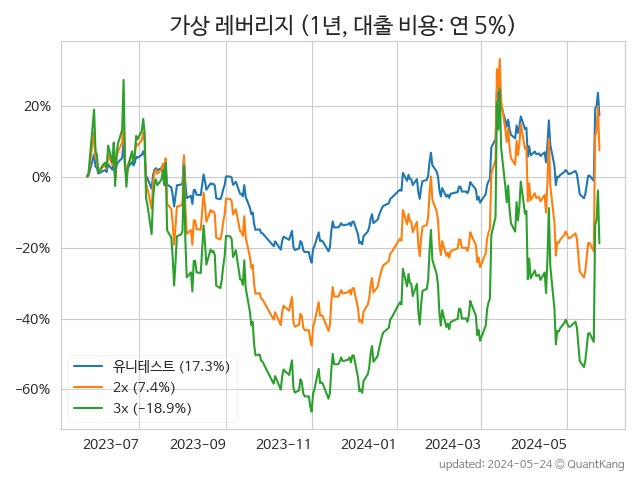 가상 레버리지 (1년, 대출 비용: 연 5%)
20%
0%
−20%
−40%
−60%
유니테스트 (17.3%)
2x (7.4%)
3x (−18.9%)
2023-07 2023-09 2023-11 2024-01 2024-03 2024-05
updated: 2024-05-24 © QuantKang